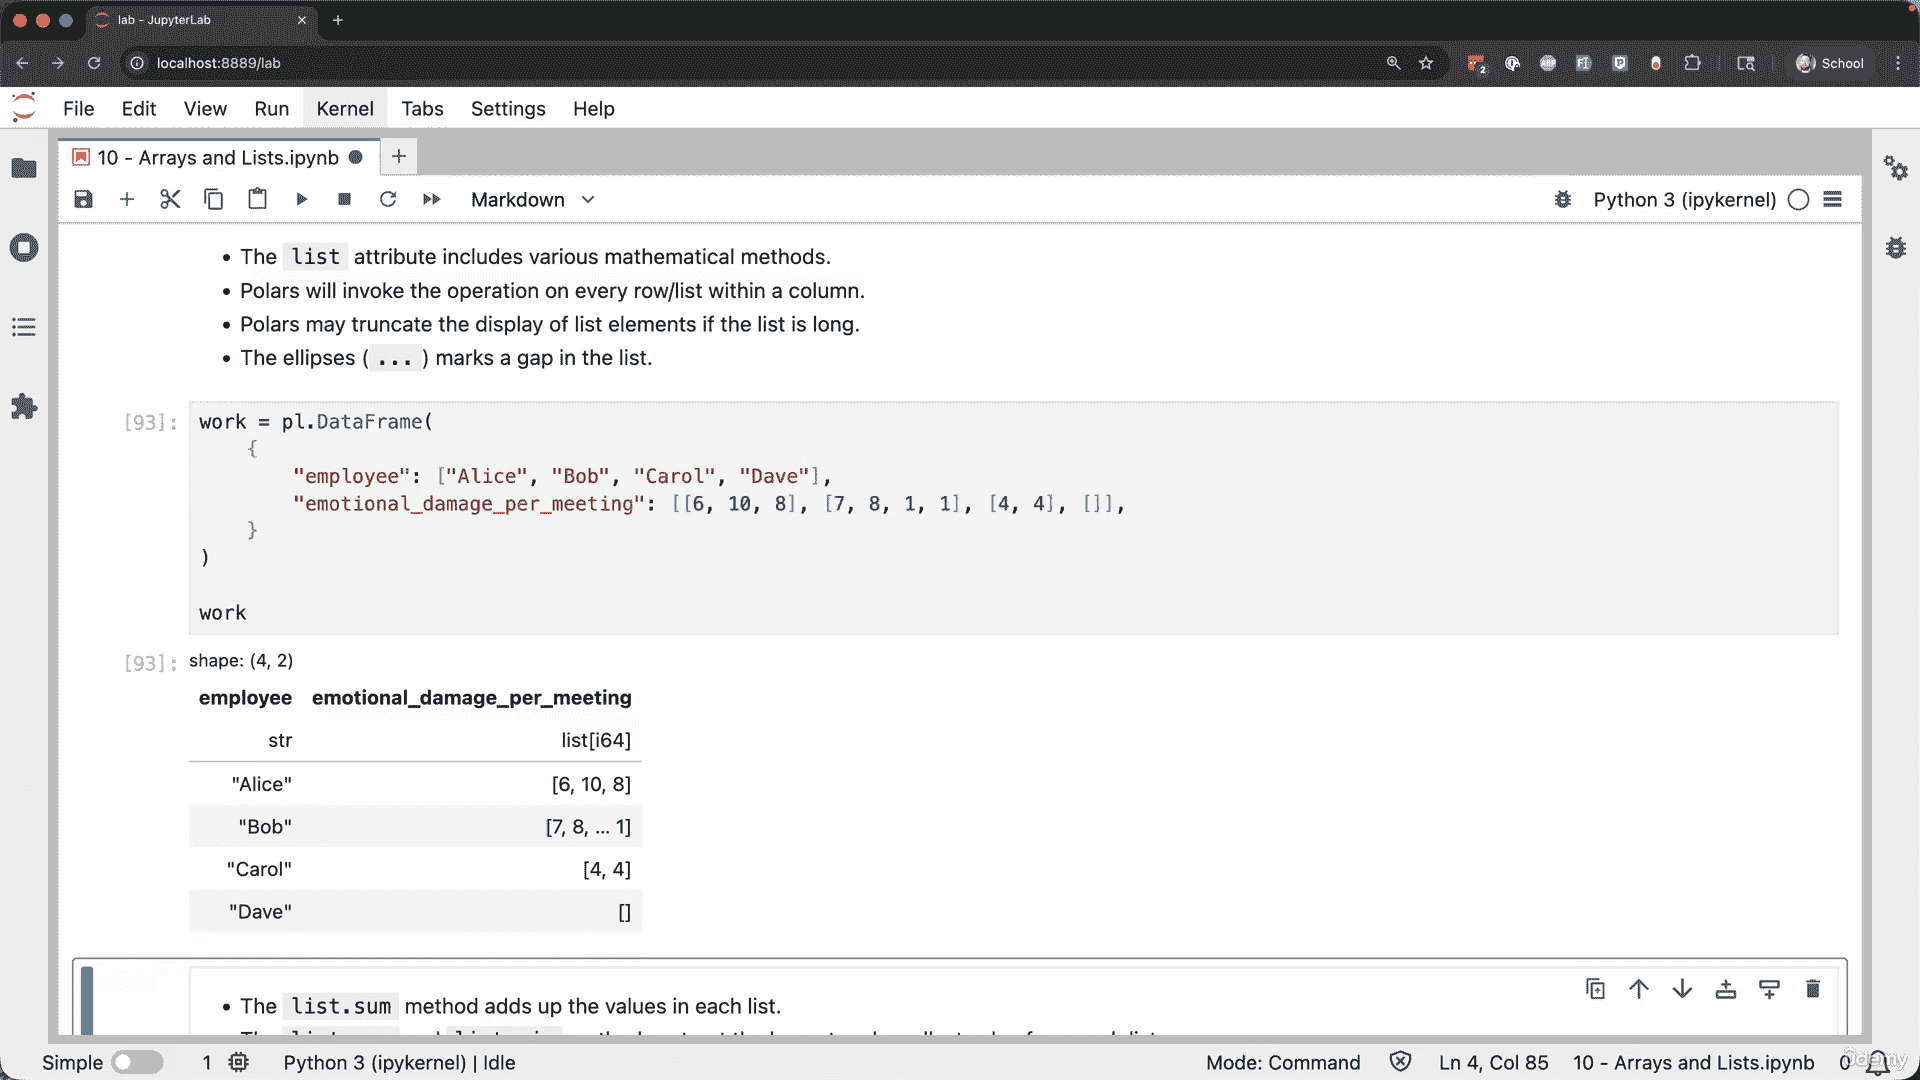 lab - JupyterLab
localhost:8889/lab
2
School
File Edit View Run Kernel Tabs Settings Help
10 - Arrays and Lists.ipynb
Markdown
Python 3 (ipykernel)
• The list attribute includes various mathematical methods.
• Polars will invoke the operation on every row/list within a column.
• Polars may truncate the display of list elements if the list is long.
• The ellipses (...) marks a gap in the list.
[93]: work = pl.DataFrame(
{
"employee": ["Alice", "Bob", "Carol", "Dave"],
"emotional_damage_per_meeting": [[6, 10, 8], [7, 8, 1, 1], [4, 4], []],
}
)
work
[93]: shape: (4, 2)
employee emotional_damage_per_meeting
str list[i64]
"Alice" [6, 10, 8]
"Bob" [7, 8, … 1]
"Carol" [4, 4]
"Dave" []
• The list.sum method adds up the values in each list.
Simple 1 Python 3 (ipykernel) | Idle Mode: Command Ln 4, Col 85 10 - Arrays and Lists.ipynb 0
udemy